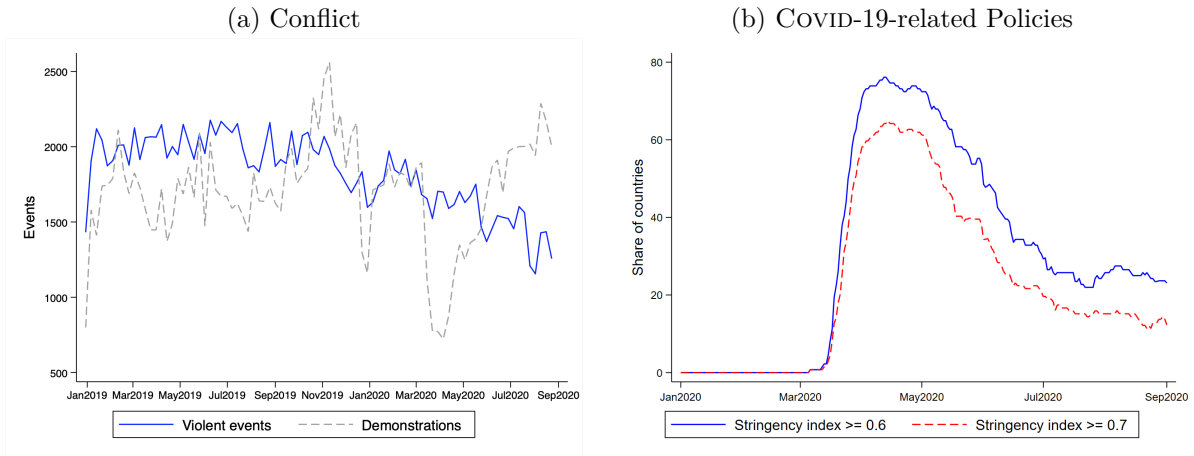 (a) Conflict
Events
2500
2000
1500
1000
500
Jan2019 Mar2019 May2019 Jul2019 Sep2019 Nov2019 Jan2020 Mar2020 May2020 Jul2020 Sep2020
Violent events Demonstrations
(b) COVID-19-related Policies
Share of countries
80
60
40
20
0
Jan2020 Mar2020 May2020 Jul2020 Sep2020
Stringency index >= 0.6 Stringency index >= 0.7